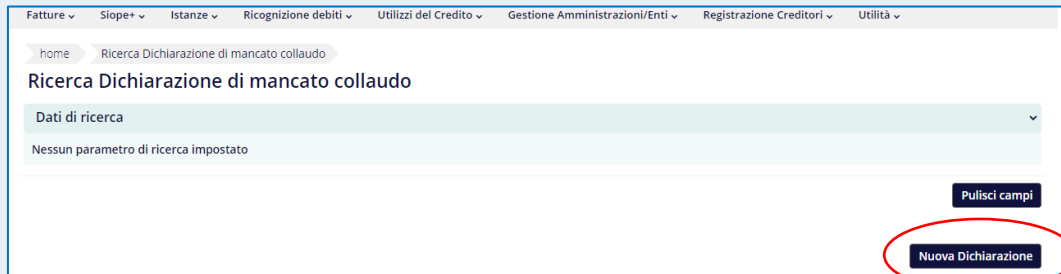 Fatture Siope+ Istanze Ricognizione debiti Utilizzi del Credito Gestione Amministrazioni/Enti Registrazione Creditori Utilità
home Ricerca Dichiarazione di mancato collaudo
Ricerca Dichiarazione di mancato collaudo
Dati di ricerca
Nessun parametro di ricerca impostato
Pulisci campi
Nuova Dichiarazione